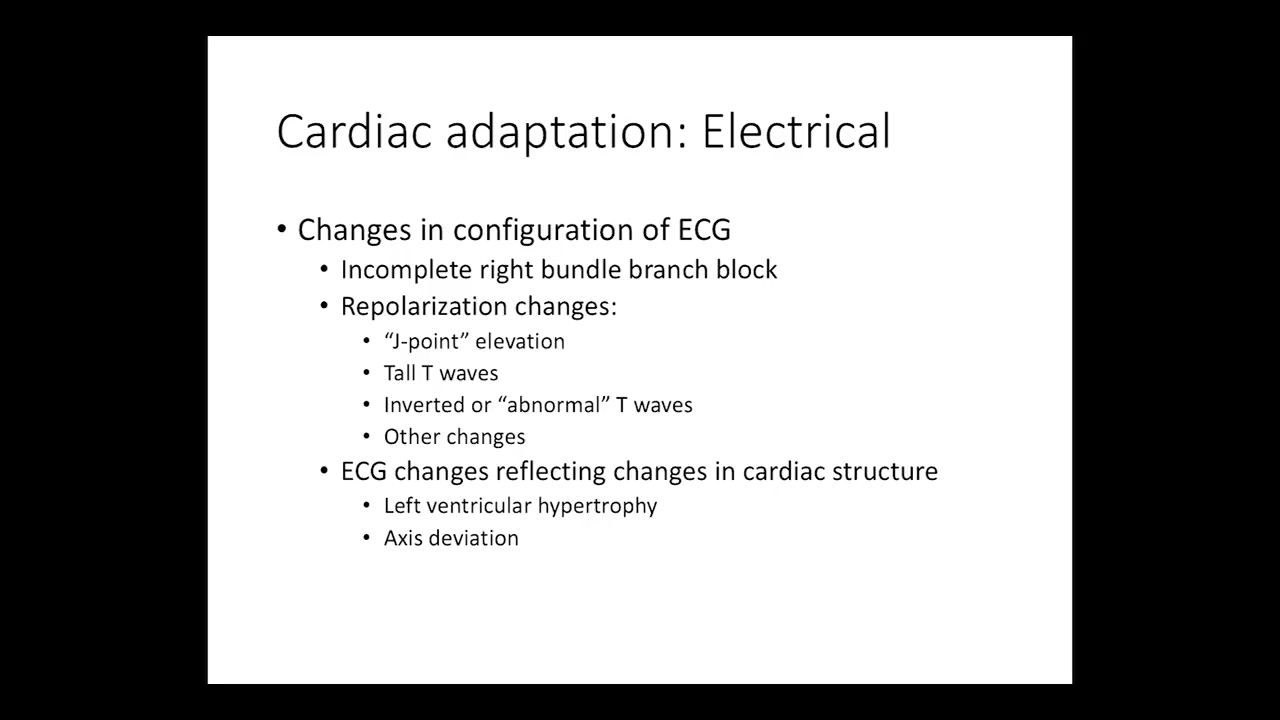 Cardiac adaptation: Electrical
• Changes in configuration of ECG
• Incomplete right bundle branch block
• Repolarization changes:
• “J-point” elevation
• Tall T waves
• Inverted or “abnormal” T waves
• Other changes
• ECG changes reflecting changes in cardiac structure
• Left ventricular hypertrophy
• Axis deviation